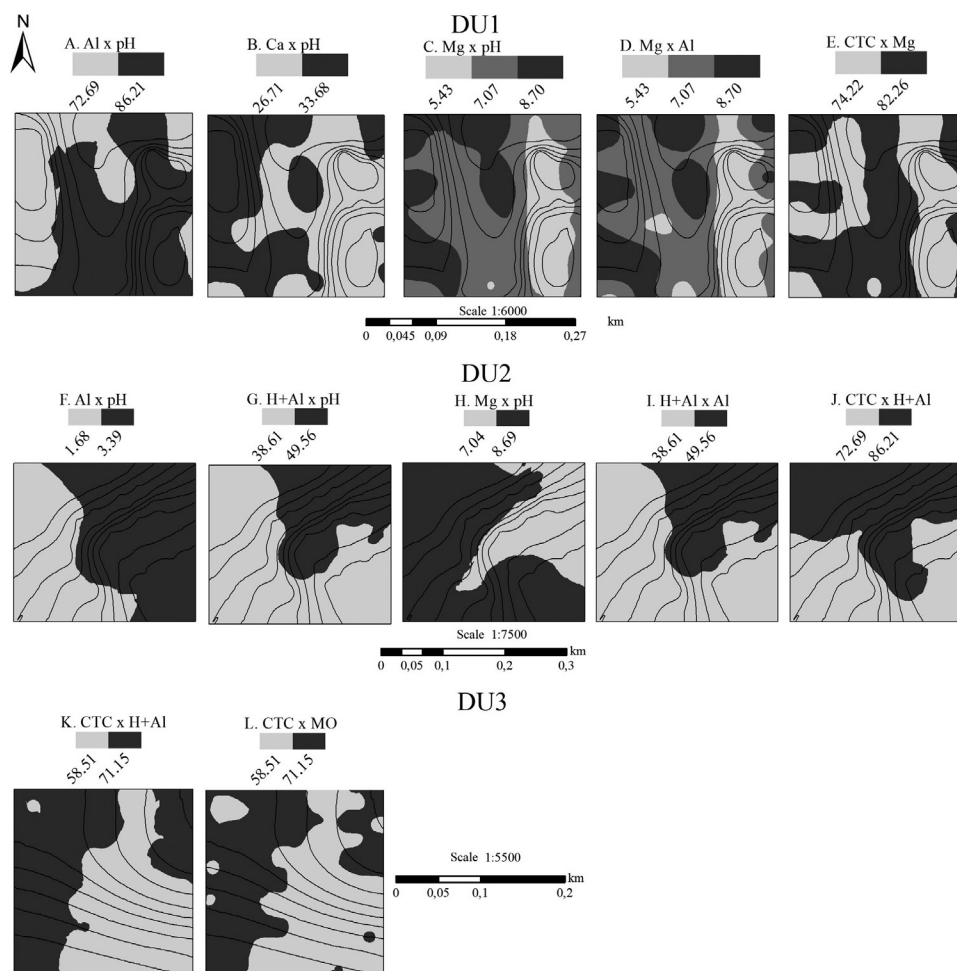 N
DU1
A. Al x pH
72.69 86.21
B. Ca x pH
26.71 33.68
C. Mg x pH
5.43 7.07 8.70
D. Mg x Al
5.43 7.07 8.70
E. CTC x Mg
74.22 82.26
Scale 1:6000
0 0,045 0,09 0,18 0,27 km
DU2
F. Al x pH
1.68 3.39
G. H+Al x pH
38.61 49.56
H. Mg x pH
7.04 8.69
I. H+Al x Al
38.61 49.56
J. CTC x H+Al
72.69 86.21
Scale 1:7500
km
0 0,05 0,1 0,2 0,3
DU3
K. CTC x H+Al
58.51 71.15
L. CTC x MO
58.51 71.15
Scale 1:5500
km
0 0,05 0,1 0,2